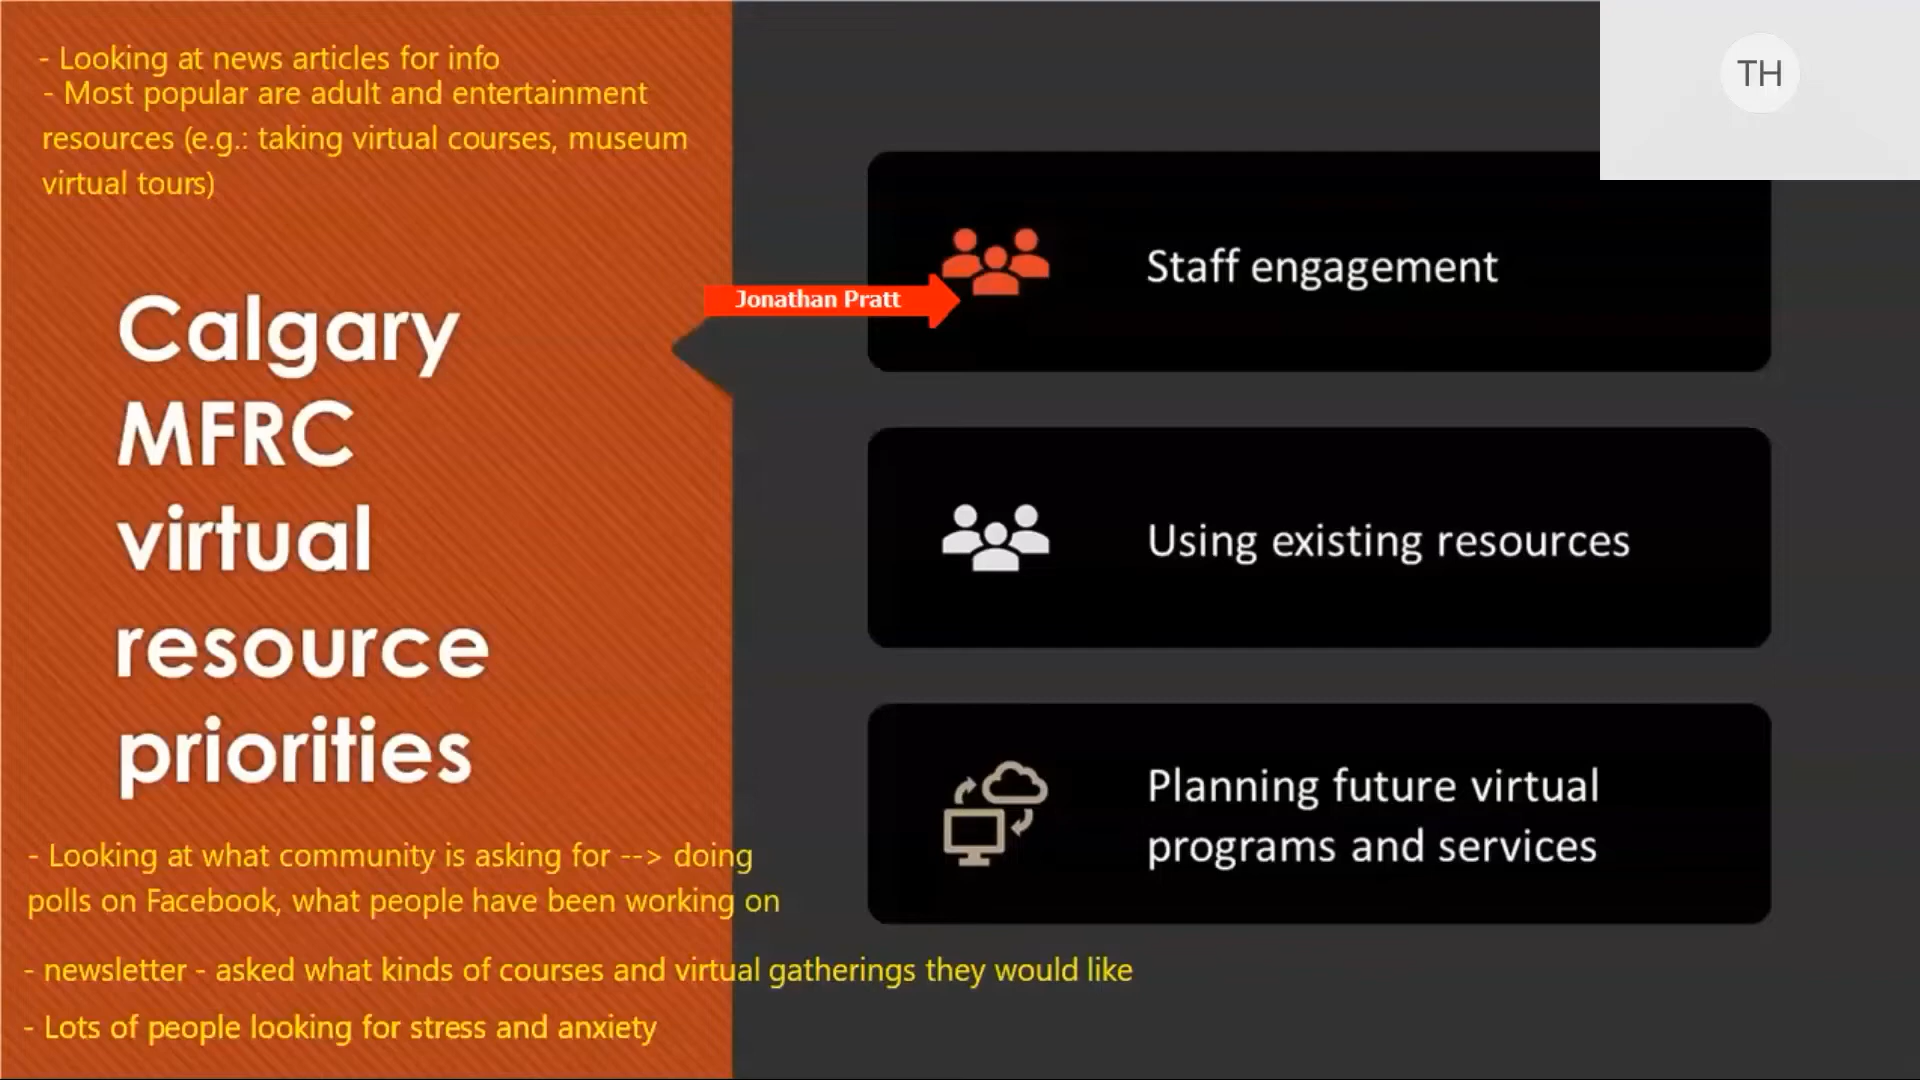 - Looking at news articles for info
- Most popular are adult and entertainment
resources (e.g.: taking virtual courses, museum
virtual tours)
Calgary
MFRC
virtual
resource
priorities
- Looking at what community is asking for --> doing
polls on Facebook, what people have been working on
- newsletter - asked what kinds of courses and virtual gatherings they would like
- Lots of people looking for stress and anxiety
TH
Jonathan Pratt
Staff engagement
Using existing resources
Planning future virtual
programs and services